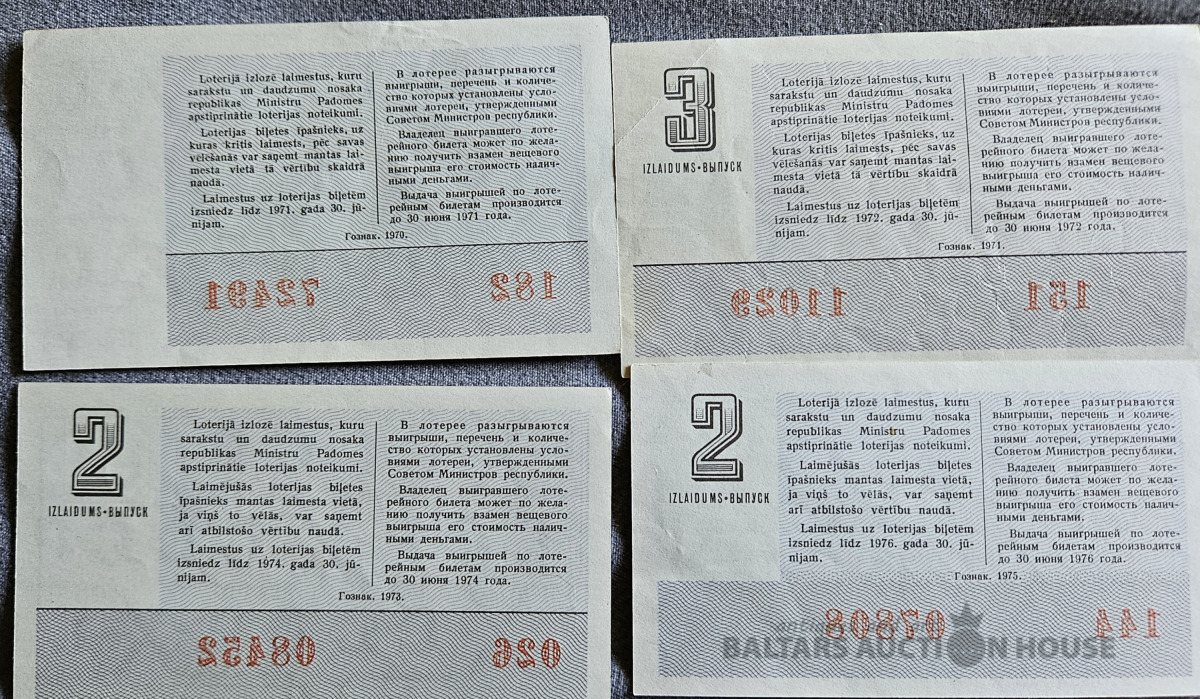 Loterijā izlozē laimestus, kuru
sarakstu un daudzumu nosaka
republikas Ministru Padomes
apstiprinātie loterijas noteikumi.
Loterijas biļetes īpašnieks, uz
kuras kritis laimests, pēc savas
vēlēšanās var saņemt mantas lai-
mesta vietā tā vērtību skaidrā
naudā.
Laimestus uz loterijas biļetēm
izsniedz līdz 1971. gada 30. jū-
nijam.
В лотерее разыгрываются
выигрыши, перечень и количе-
ство которых установлены усло-
виями лотереи, утвержденными
Советом Министров республики.
Владелец выигравшего лоте-
рейного билета может по жела-
нию получить взамен вещевого
выигрыша его стоимость налич-
ными деньгами.
Выдача выигрышей по лоте-
рейным билетам производится
до 30 июня 1971 года.
Гознак. 1970.
72491
182
3
IZLAIDUMS•ВЫПУСК
Loterijā izlozē laimestus, kuru
sarakstu un daudzumu nosaka
republikas Ministru Padomes
apstiprinātie loterijas noteikumi.
Loterijas biļetes īpašnieks, uz
kuras kritis laimests, pēc savas
vēlēšanās var saņemt mantas lai-
mesta vietā tā vērtību skaidrā
naudā.
Laimestus uz loterijas biļetēm
izsniedz līdz 1972. gada 30. jū-
nijam.
В лотерее разыгрываются
выигрыши, перечень и количе-
ство которых установлены усло-
виями лотереи, утвержденными
Советом Министров республики.
Владелец выигравшего лоте-
рейного билета может по жела-
нию получить взамен вещевого
выигрыша его стоимость налич-
ными деньгами.
Выдача выигрышей по лоте-
рейным билетам производится
до 30 июня 1972 года.
Гознак. 1971.
11029
151
2
IZLAIDUMS•ВЫПУСК
Loterijā izlozē laimestus, kuru
sarakstu un daudzumu nosaka
republikas Ministru Padomes
apstiprinātie loterijas noteikumi.
Laimējušās loterijas biļetes
īpašnieks mantas laimesta vietā,
ja viņš to vēlas, var saņemt
arī atbilstošo vērtību naudā.
Laimestus uz loterijas biļetēm
izsniedz līdz 1974. gada 30. jū-
nijam.
В лотерее разыгрываются
выигрыши, перечень и количе-
ство которых установлены усло-
виями лотереи, утвержденными
Советом Министров республики.
Владелец выигравшего лоте-
рейного билета может по жела-
нию получить взамен вещевого
выигрыша его стоимость налич-
ными деньгами.
Выдача выигрышей по лоте-
рейным билетам производится
до 30 июня 1974 года.
Гознак. 1973.
08452
026
2
IZLAIDUMS•ВЫПУСК
Loterijā izlozē laimestus, kuru
sarakstu un daudzumu nosaka
republikas Ministru Padomes
apstiprinātie loterijas noteikumi.
Laimējušās loterijas biļetes
īpašnieks mantas laimesta vietā,
ja viņš to vēlās, var saņemt
arī atbilstošo vērtību naudā.
Laimestus uz loterijas biļetēm
izsniedz līdz 1976. gada 30. jū-
nijam.
В лотерее разыгрываются
выигрыши, перечень и количе-
ство которых установлены усло-
виями лотереи, утвержденными
Советом Министров республики.
Владелец выигравшего лоте-
рейного билета может по жела-
нию получить взамен вещевого
выигрыша его стоимость налич-
ными деньгами.
Выдача выигрышей по лоте-
рейным билетам производится
до 30 июня 1976 года.
Гознак. 1975.
07808
144
BALTARS AUCTION HOUSE